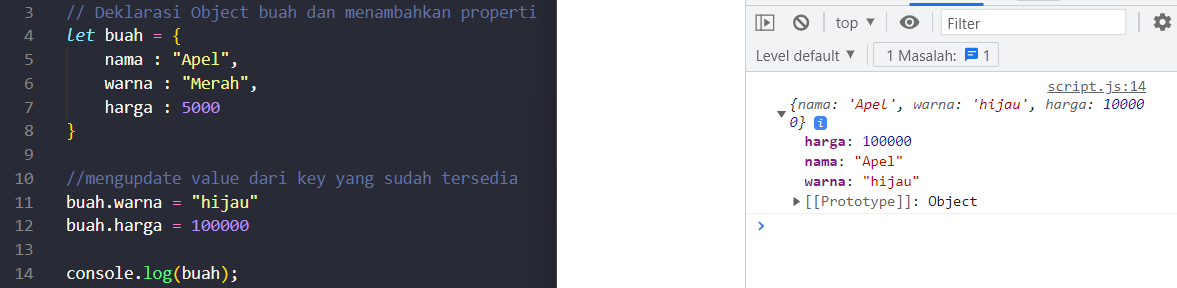 3 // Deklarasi Object buah dan menambahkan properti
4 let buah = {
5 nama : "Apel",
6 warna : "Merah",
7 harga : 5000
8 }
9
10 //mengupdate value dari key yang sudah tersedia
11 buah.warna = "hijau"
12 buah.harga = 100000
13
14 console.log(buah);
top ▼ Filter
Level default ▼ 1 Masalah: 1
script.js:14
▼ {nama: 'Apel', warna: 'hijau', harga: 10000
0} i
harga: 100000
nama: "Apel"
warna: "hijau"
▶ [[Prototype]]: Object
>